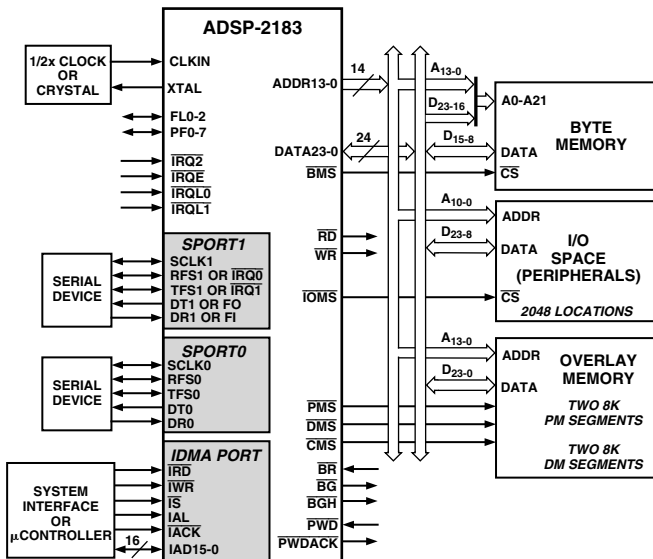 ADSP-2183
1/2x CLOCK
OR
CRYSTAL
CLKIN
XTAL
FL0-2
PF0-7
IRQ2
IRQE
IRQL0
IRQL1
SPORT1
SCLK1
RFS1 OR IRQ0
TFS1 OR IRQ1
DT1 OR FO
DR1 OR FI
SERIAL
DEVICE
SPORT0
SCLK0
RFS0
TFS0
DT0
DR0
SERIAL
DEVICE
IDMA PORT
IRD
IWR
IS
IAL
IACK
IAD15-0
16
SYSTEM
INTERFACE
OR
μCONTROLLER
ADDR13-0
14
DATA23-0
24
BMS
RD
WR
IOMS
PMS
DMS
CMS
BR
BG
BGH
PWD
PWDACK
A13-0
D23-16
D15-8
A0-A21
BYTE
MEMORY
DATA
CS
A10-0
D23-8
ADDR
DATA
I/O
SPACE
(PERIPHERALS)
CS
2048 LOCATIONS
A13-0
D23-0
ADDR
DATA
OVERLAY
MEMORY
TWO 8K
PM SEGMENTS
TWO 8K
DM SEGMENTS